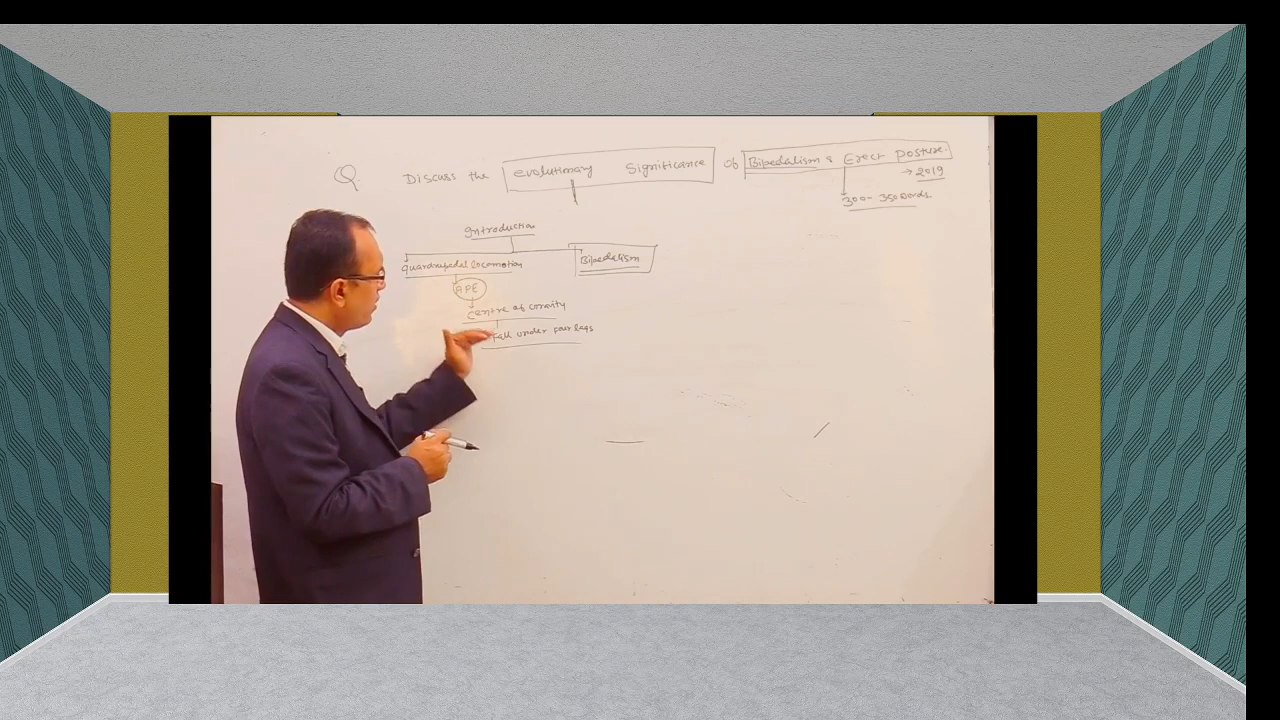 Q. Discuss the evolutionary Significance of Bipedalism & Erect Posture.
→ 2019
300- 350 words
Introduction
quadrupedal locomotion
Bipedalism
APE
Centre of Gravity
Fall under four legs